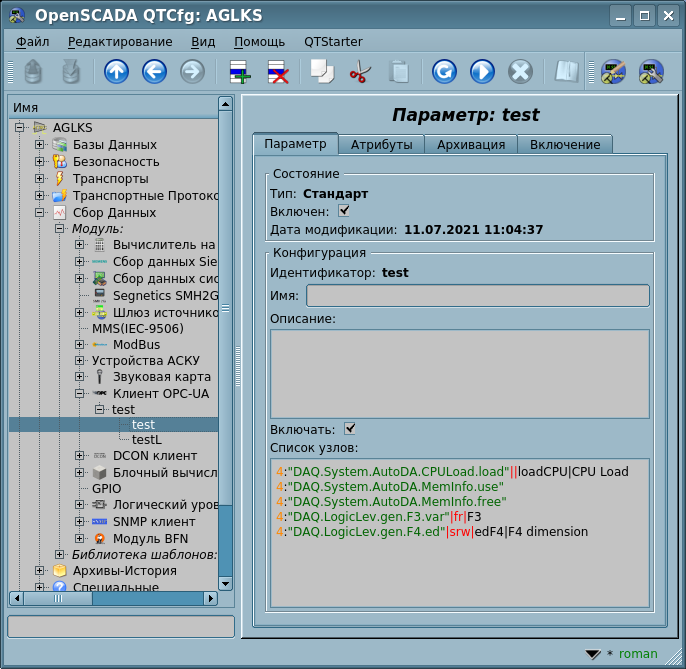 OpenSCADA QTCfg: AGLKS
Файл Редактирование Вид Помощь QTStarter
Имя
AGLKS
Базы Данных
Безопасность
Транспорты
Транспортные Протоко
Сбор Данных
Модуль:
Вычислитель на
Сбор данных Sie
Сбор данных сис
Segnetics SMH2G
Шлюз источнико
MMS(IEC-9506)
ModBus
Устройства АСКУ
Звуковая карта
Клиент OPC-UA
test
test
testL
DCON клиент
Блочный вычисл
GPIO
Логический уров
SNMP клиент
Модуль BFN
Библиотека шаблонов:
Архивы-История
Специальные
Параметр: test
Параметр Атрибуты Архивация Включение
Состояние
Тип: Стандарт
Включен:
Дата модификации: 11.07.2021 11:04:37
Конфигурация
Идентификатор: test
Имя:
Описание:
Включать:
Список узлов:
4:"DAQ.System.AutoDA.CPULoad.load"||loadCPU|CPU Load
4:"DAQ.System.AutoDA.MemInfo.use"
4:"DAQ.System.AutoDA.MemInfo.free"
4:"DAQ.LogicLev.gen.F3.var"|fr|F3
4:"DAQ.LogicLev.gen.F4.ed"|srw|edF4|F4 dimension
* roman